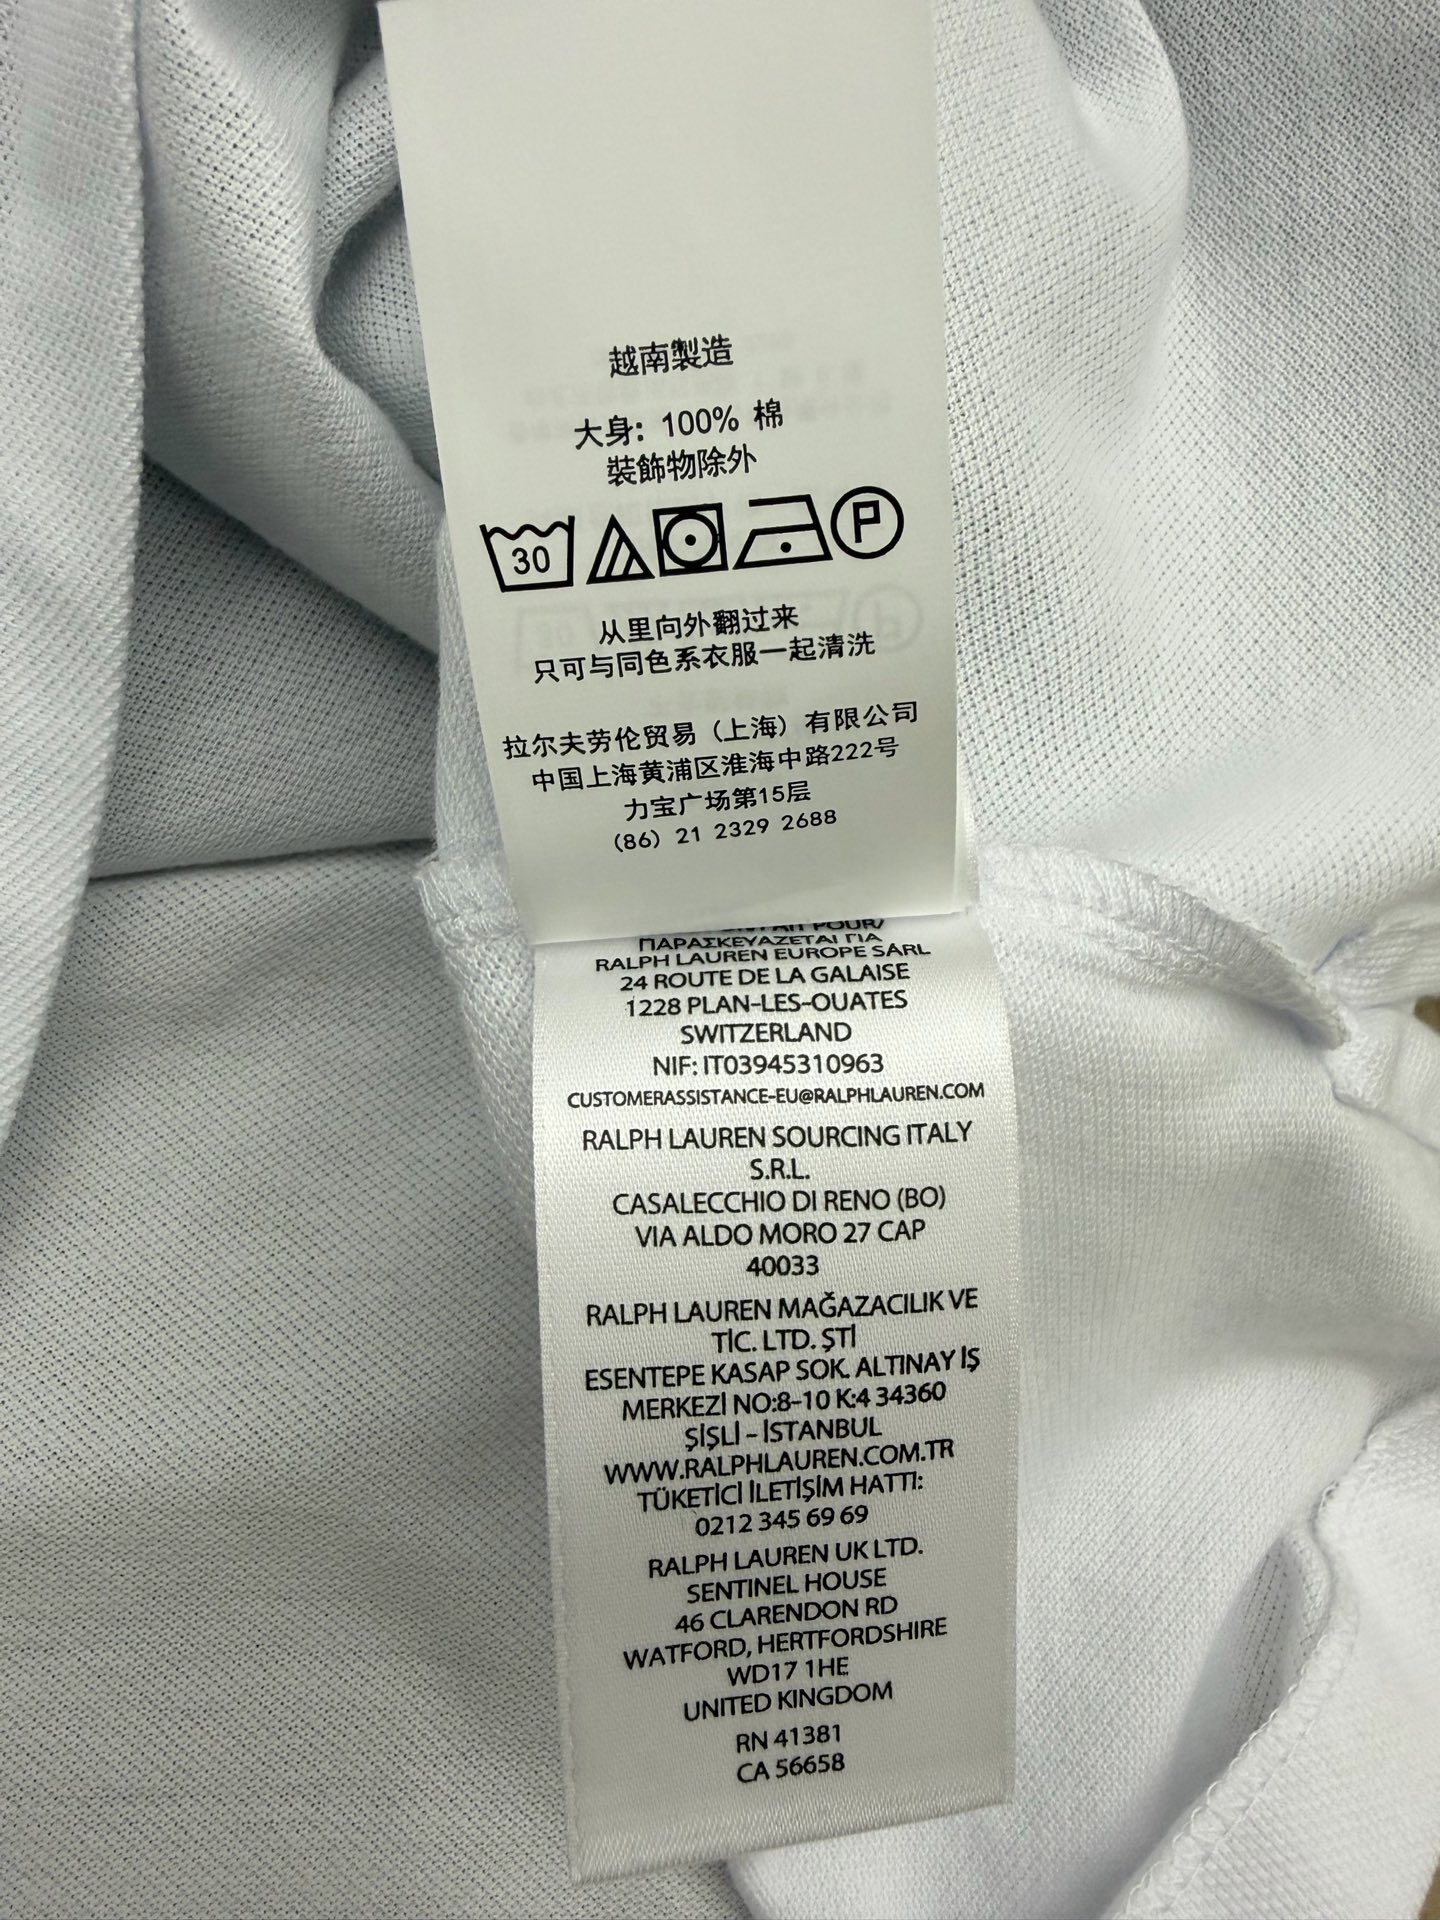 越南製造
大身: 100% 棉
裝飾物除外
30 P
从里向外翻过来
只可与同色系衣服一起清洗
拉尔夫劳伦贸易（上海）有限公司
中国上海黄浦区淮海中路222号
力宝广场第15层
(86) 21 2329 2688
POUR/
ΠΑΡΑΣΚΕΥΑΖΕΤΑΙ ΓΙΑ
RALPH LAUREN EUROPE SÀRL
24 ROUTE DE LA GALAISE
1228 PLAN-LES-OUATES
SWITZERLAND
NIF: IT03945310963
CUSTOMERASSISTANCE-EU@RALPHLAUREN.COM
RALPH LAUREN SOURCING ITALY
S.R.L.
CASALECCHIO DI RENO (BO)
VIA ALDO MORO 27 CAP
40033
RALPH LAUREN MAĞAZACILIK VE
TİC. LTD. ŞTİ
ESENTEPE KASAP SOK. ALTINAY İŞ
MERKEZİ NO:8-10 K:4 34360
ŞİŞLİ – İSTANBUL
WWW.RALPHLAUREN.COM.TR
TÜKETİCİ İLETİŞİM HATTI:
0212 345 69 69
RALPH LAUREN UK LTD.
SENTINEL HOUSE
46 CLARENDON RD
WATFORD, HERTFORDSHIRE
WD17 1HE
UNITED KINGDOM
RN 41381
CA 56658